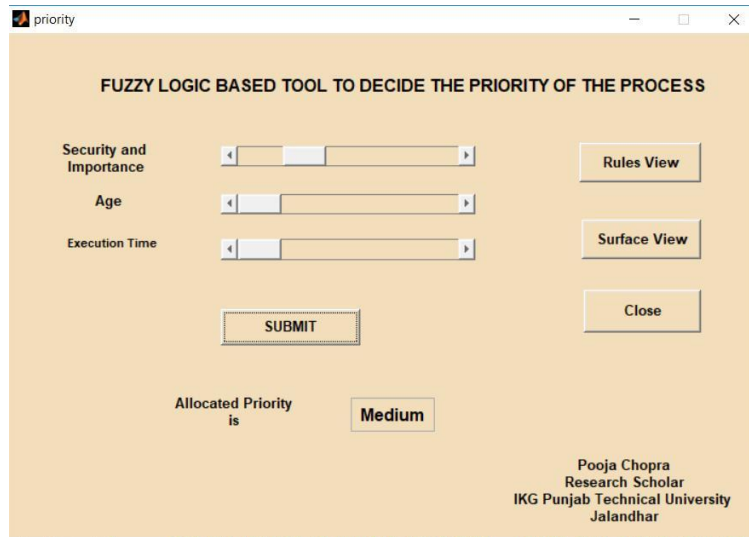 priority
FUZZY LOGIC BASED TOOL TO DECIDE THE PRIORITY OF THE PROCESS
Security and
Importance
Rules View
Age
Surface View
Execution Time
Close
SUBMIT
Allocated Priority
is
Medium
Pooja Chopra
Research Scholar
IKG Punjab Technical University
Jalandhar